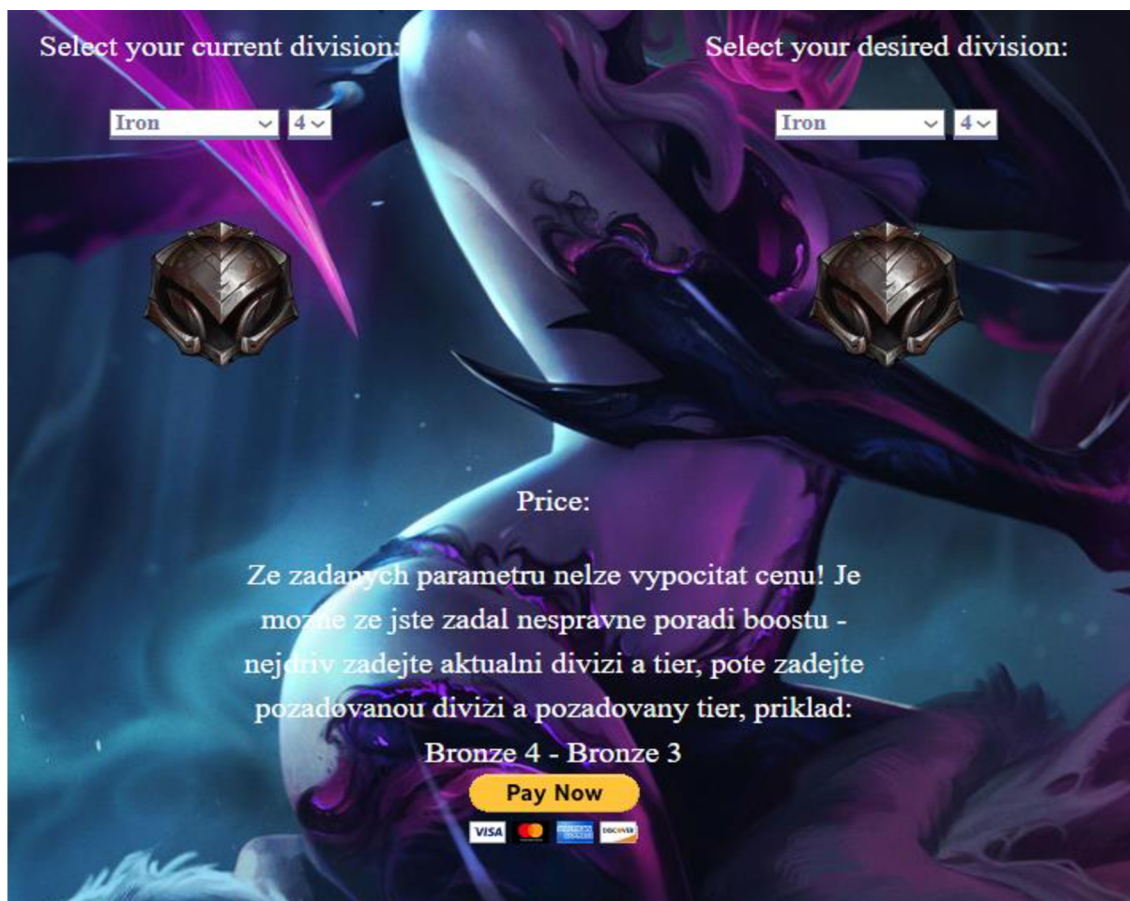 Select your current division:
Select your desired division:
Iron 4
Iron 4
Price:
Ze zadanych parametru nelze vypocitat cenu! Je
mozne ze jste zadal nespravne poradi boostu -
nejdriv zadejte aktualni divizi a tier, pote zadejte
pozadovanou divizi a pozadovany tier, priklad:
Bronze 4 - Bronze 3
Pay Now
VISA DISCOVER